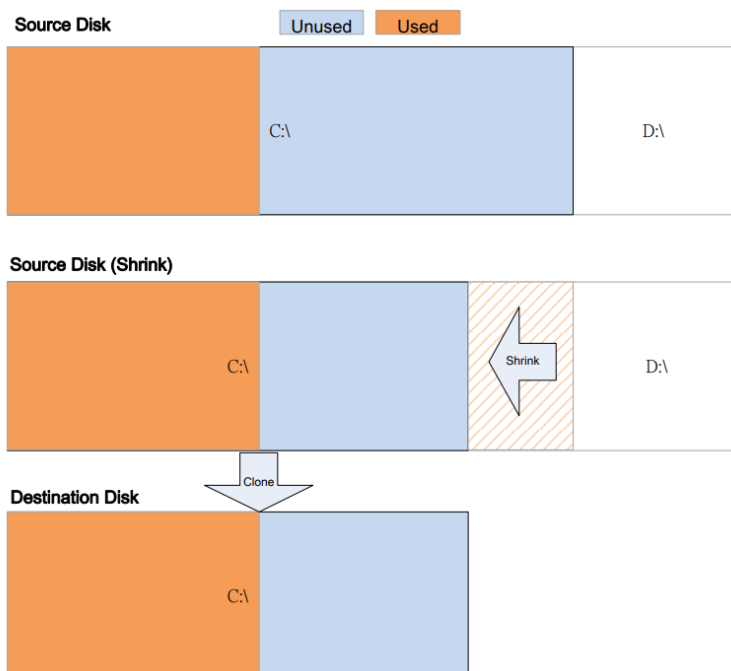 Source Disk
Unused
Used
C:\
D:\
Source Disk (Shrink)
C:\
Shrink
D:\
Clone
Destination Disk
C:\